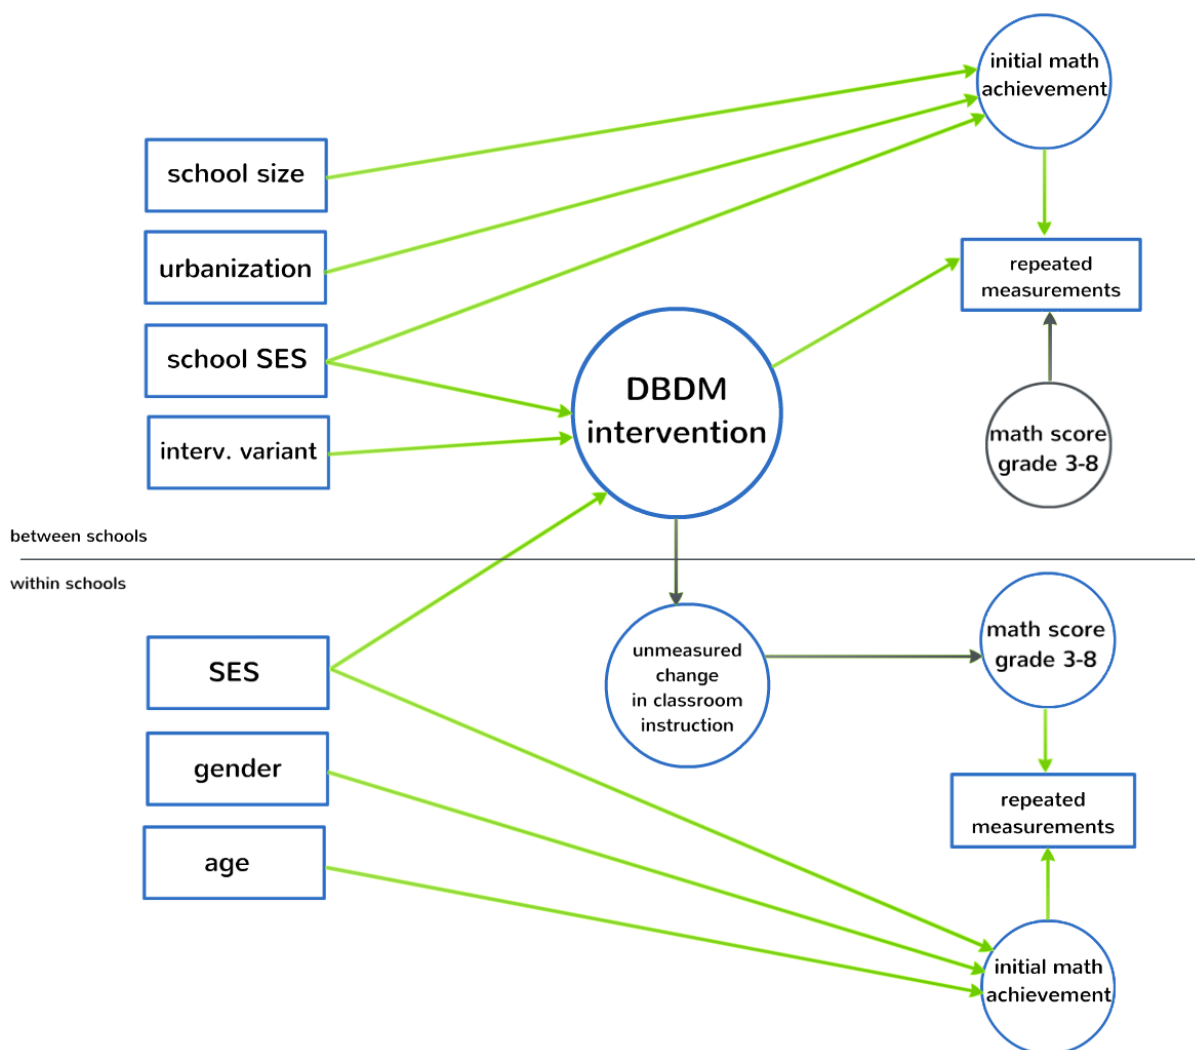 initial math
achievement
school size
urbanization
repeated
measurements
school SES
DBDM
intervention
interv. variant
math score
grade 3-8
between schools
within schools
SES
unmeasured
change
in classroom
instruction
math score
grade 3-8
gender
repeated
measurements
age
initial math
achievement